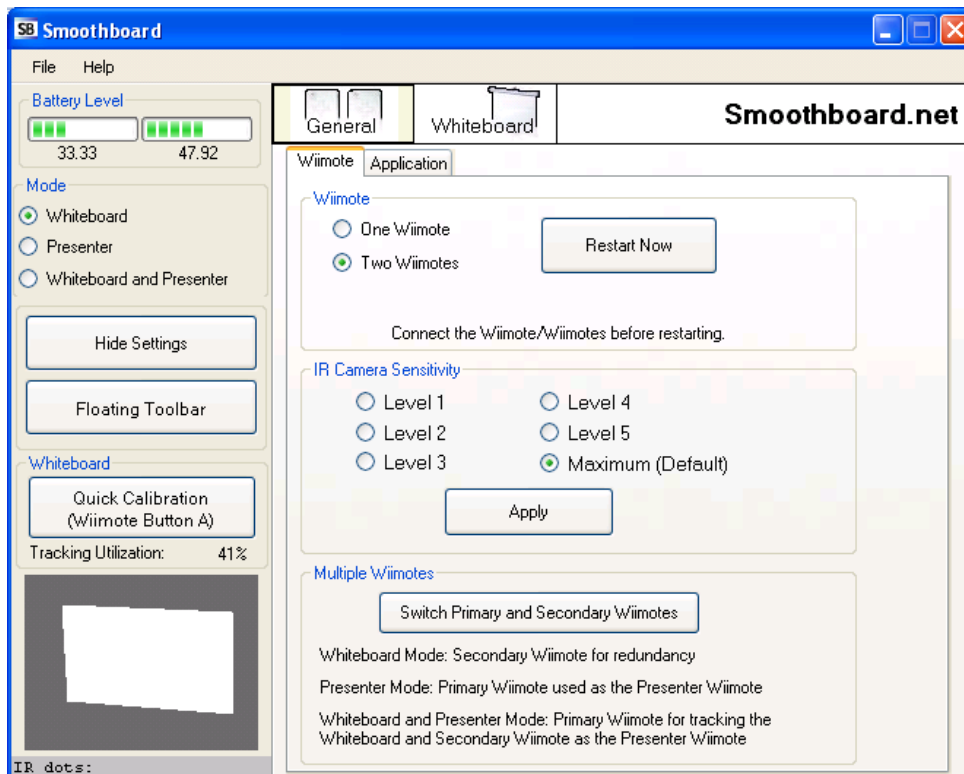 SB Smoothboard
File Help
Battery Level
33.33 47.92
Mode
Whiteboard
Presenter
Whiteboard and Presenter
Hide Settings
Floating Toolbar
Whiteboard
Quick Calibration
(Wiimote Button A)
Tracking Utilization: 41%
IR dots:
General Whiteboard Smoothboard.net
Wiimote Application
Wiimote
One Wiimote
Two Wiimotes
Restart Now
Connect the Wiimote/Wiimotes before restarting.
IR Camera Sensitivity
Level 1 Level 4
Level 2 Level 5
Level 3 Maximum (Default)
Apply
Multiple Wiimotes
Switch Primary and Secondary Wiimotes
Whiteboard Mode: Secondary Wiimote for redundancy
Presenter Mode: Primary Wiimote used as the Presenter Wiimote
Whiteboard and Presenter Mode: Primary Wiimote for tracking the
Whiteboard and Secondary Wiimote as the Presenter Wiimote